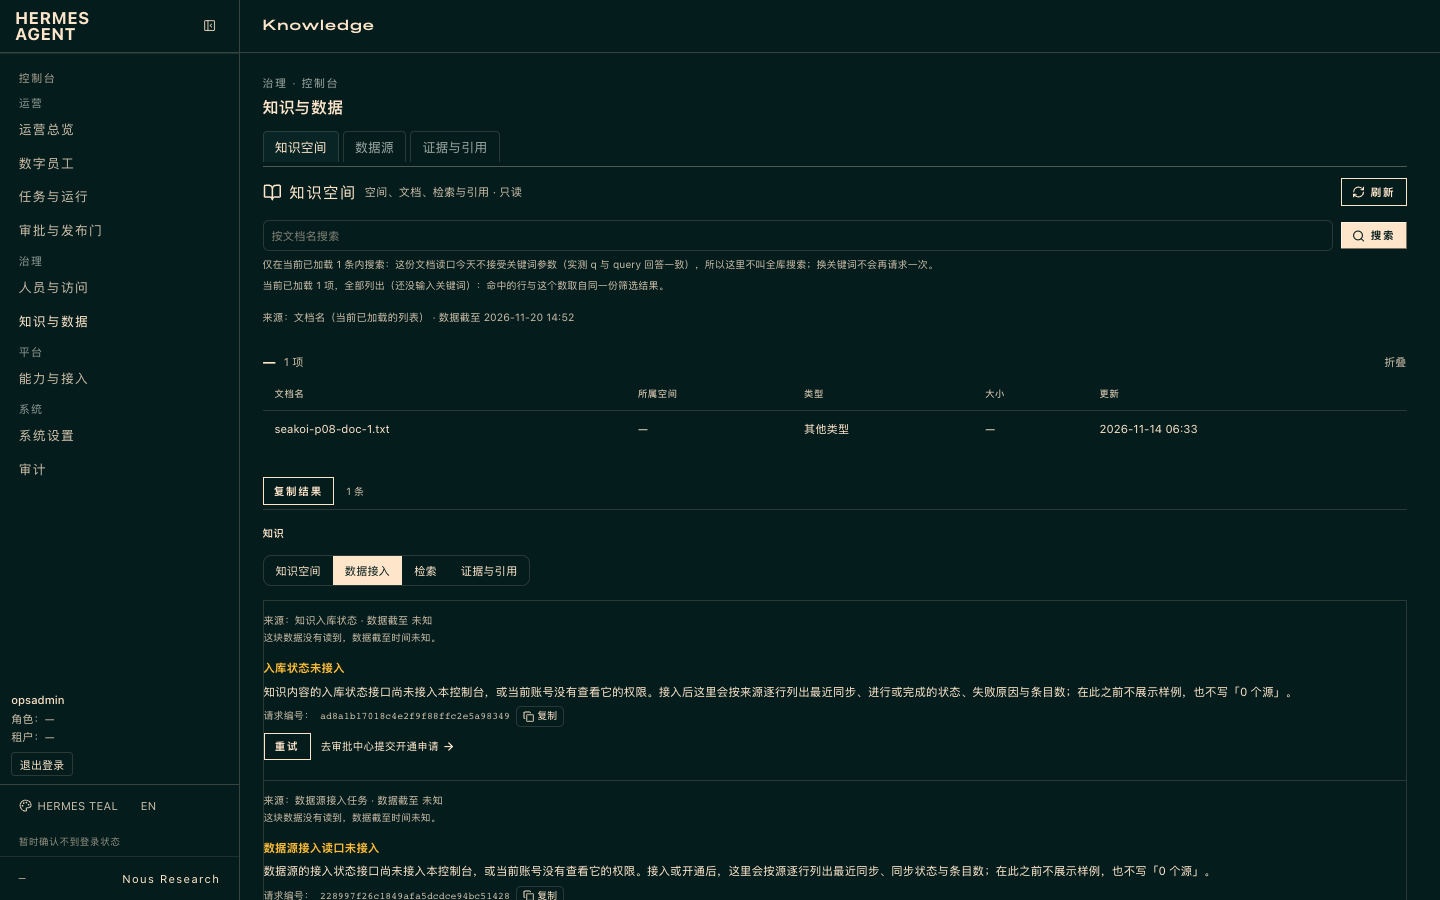 HERMES
AGENT
控制台
运营
运营总览
数字员工
任务与运行
审批与发布门
治理
人员与访问
知识与数据
平台
能力与接入
系统
系统设置
审计
opsadmin
角色： —
租户： —
退出登录
HERMES TEAL
EN
暂时确认不到登录状态
—
Nous Research
Knowledge
治理 · 控制台
知识与数据
知识空间
数据源
证据与引用
知识空间 空间、文档、检索与引用 · 只读
刷新
按文档名搜索
搜索
仅在当前已加载 1 条内搜索：这份文档读口今天不接受关键词参数（实测 q 与 query 回答一致），所以这里不叫全库搜索；换关键词不会再请求一次。
当前已加载 1 项，全部列出（还没输入关键词）：命中的行与这个数取自同一份筛选结果。
来源：文档名（当前已加载的列表） · 数据截至 2026-11-20 14:52
— 1 项
折叠
文档名 所属空间 类型 大小 更新
seakoi-p08-doc-1.txt — 其他类型 — 2026-11-14 06:33
复制结果 1 条
知识
知识空间 数据接入 检索 证据与引用
来源：知识入库状态 · 数据截至 未知
这块数据没有读到，数据截至时间未知。
入库状态未接入
知识内容的入库状态接口尚未接入本控制台，或当前账号没有查看它的权限。接入后这里会按来源逐行列出最近同步、进行或完成的状态、失败原因与条目数；在此之前不展示样例，也不写「0 个源」。
请求编号： ad8a1b17018c4e2f9f88ffc2e5a98349 复制
重试 去审批中心提交开通申请 →
来源：数据源接入任务 · 数据截至 未知
这块数据没有读到，数据截至时间未知。
数据源接入读口未接入
数据源的接入状态接口尚未接入本控制台，或当前账号没有查看它的权限。接入或开通后，这里会按源逐行列出最近同步、同步状态与条目数；在此之前不展示样例，也不写「0 个源」。
请求编号： 228997f26c1849afa5dcdce94bc51428 复制